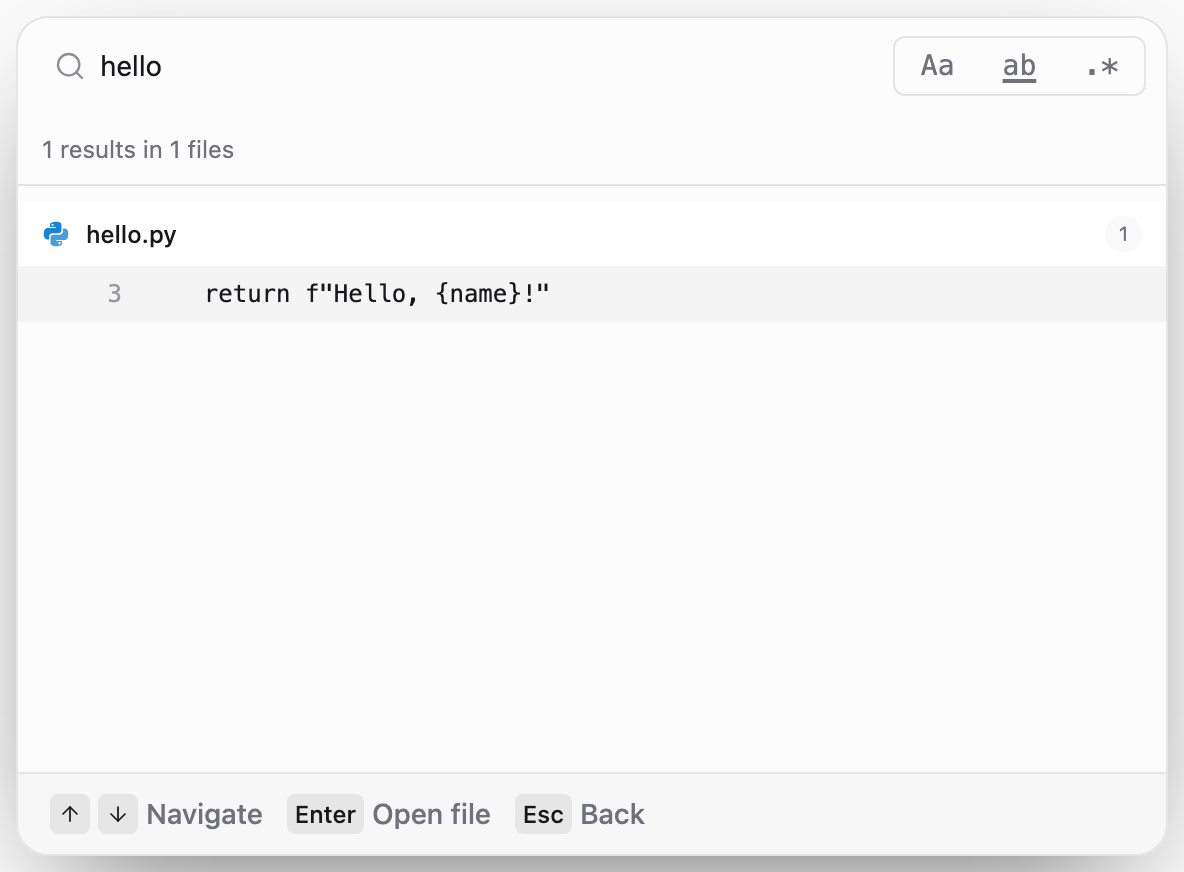 hello Aa ab .*
1 results in 1 files
hello.py 1
3 return f"Hello, {name}!"
↑ ↓ Navigate Enter Open file Esc Back